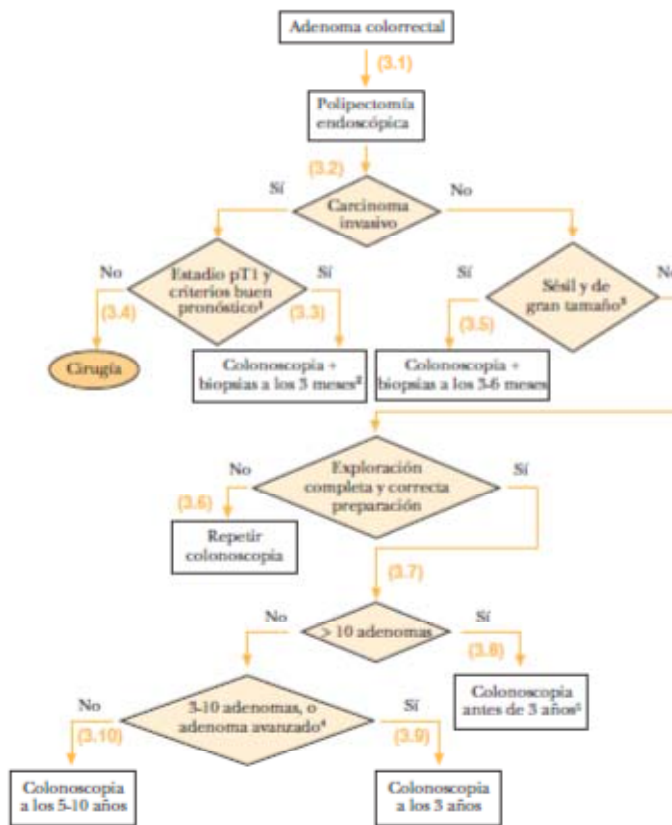 Adenoma colorrectal
(3.1)
Polipectomía
endoscópica
(3.2)
Sí
No
Carcinoma
invasivo
No
Estadio pT1 y
criterios buen
pronóstico¹
Sí
(3.4)
(3.3)
Sí
Sésil y de
gran tamaño³
No
(3.5)
Cirugía
Colonoscopia +
biopsias a los 3 meses²
Colonoscopia +
biopsias a los 3-6 meses
No
Exploración
completa y correcta
preparación
Sí
(3.6)
Repetir
colonoscopia
(3.7)
No
> 10 adenomas
Sí
(3.8)
Colonoscopia
antes de 3 años⁵
No
3-10 adenomas, o
adenoma avanzado⁴
Sí
(3.10)
(3.9)
Colonoscopia
a los 5-10 años
Colonoscopia
a los 3 años